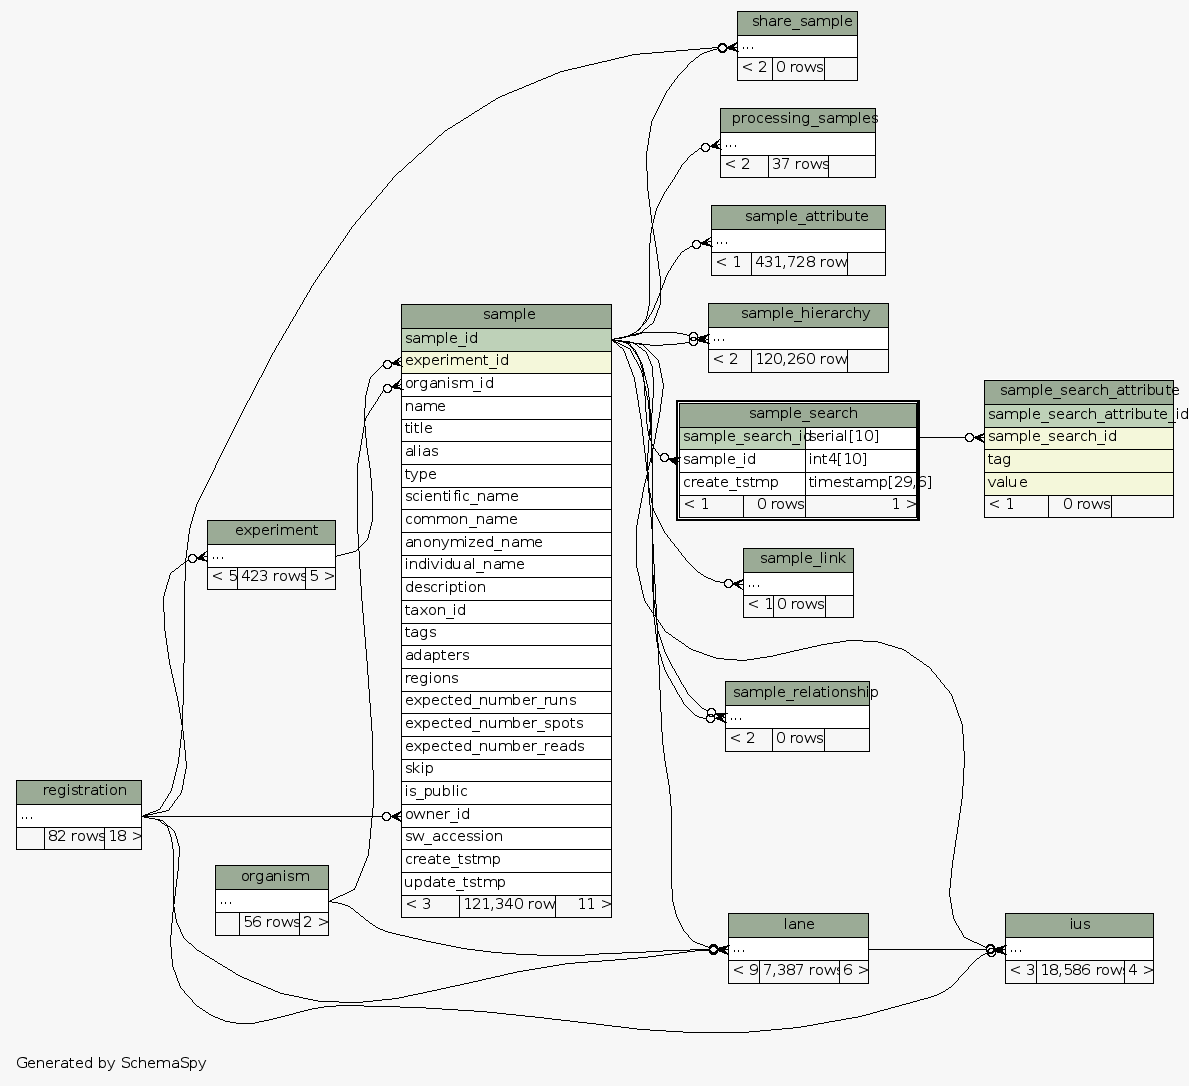 share_sample
...
< 2 0 rows
processing_samples
...
< 2 37 rows
sample_attribute
...
< 1 431,728 row
sample_hierarchy
...
< 2 120,260 row
sample
sample_id
experiment_id
organism_id
name
title
alias
type
scientific_name
common_name
anonymized_name
individual_name
description
taxon_id
tags
adapters
regions
expected_number_runs
expected_number_spots
expected_number_reads
skip
is_public
owner_id
sw_accession
create_tstmp
update_tstmp
< 3 121,340 row 11 >
sample_search
sample_search_id serial[10]
sample_id int4[10]
create_tstmp timestamp[29,6]
< 1 0 rows 1 >
sample_search_attribute
sample_search_attribute_id
sample_search_id
tag
value
< 1 0 rows
experiment
...
< 5 423 rows 5 >
sample_link
...
< 1 0 rows
sample_relationship
...
< 2 0 rows
registration
...
82 rows 18 >
organism
...
56 rows 2 >
lane
...
< 9 7,387 rows 6 >
ius
...
< 3 18,586 rows 4 >
Generated by SchemaSpy